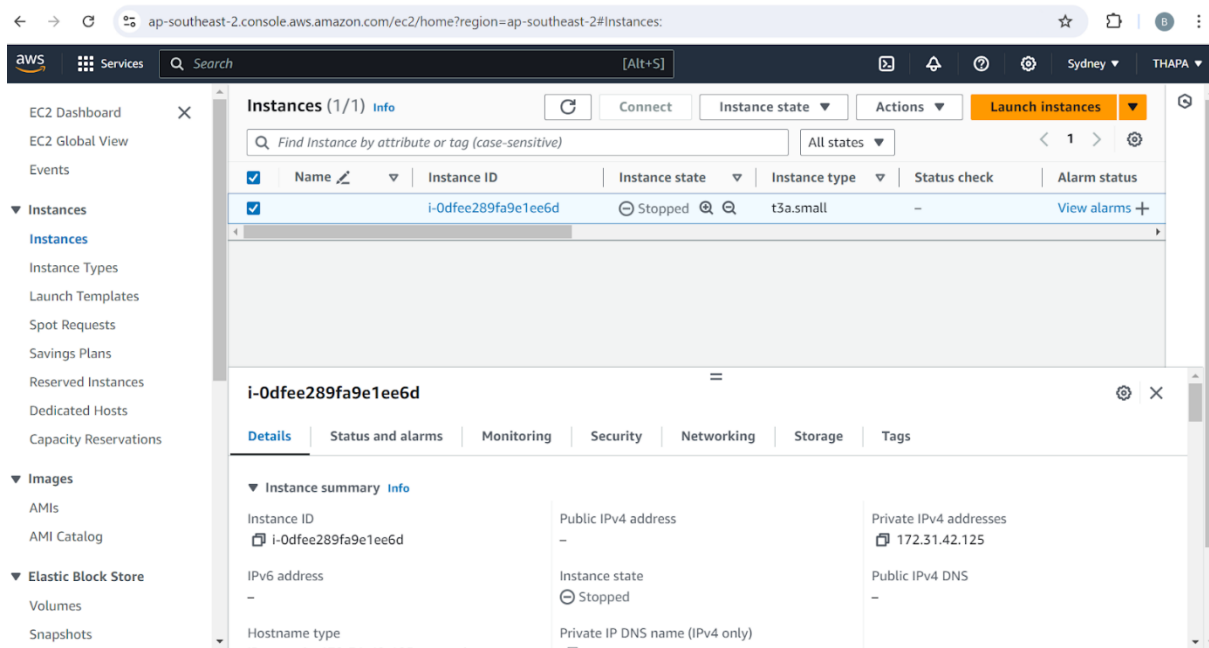 ap-southeast-2.console.aws.amazon.com/ec2/home?region=ap-southeast-2#Instances:
B
aws Services Search [Alt+S] Sydney THAPA
EC2 Dashboard
EC2 Global View
Events
Instances
Instances
Instance Types
Launch Templates
Spot Requests
Savings Plans
Reserved Instances
Dedicated Hosts
Capacity Reservations
Images
AMIs
AMI Catalog
Elastic Block Store
Volumes
Snapshots
Instances (1/1) Info Connect Instance state Actions Launch instances
Find Instance by attribute or tag (case-sensitive) All states 1
Name Instance ID Instance state Instance type Status check Alarm status
i-0dfee289fa9e1ee6d Stopped t3a.small – View alarms +
i-0dfee289fa9e1ee6d
Details Status and alarms Monitoring Security Networking Storage Tags
Instance summary Info
Instance ID Public IPv4 address Private IPv4 addresses
i-0dfee289fa9e1ee6d – 172.31.42.125
IPv6 address Instance state Public IPv4 DNS
– Stopped –
Hostname type Private IP DNS name (IPv4 only)